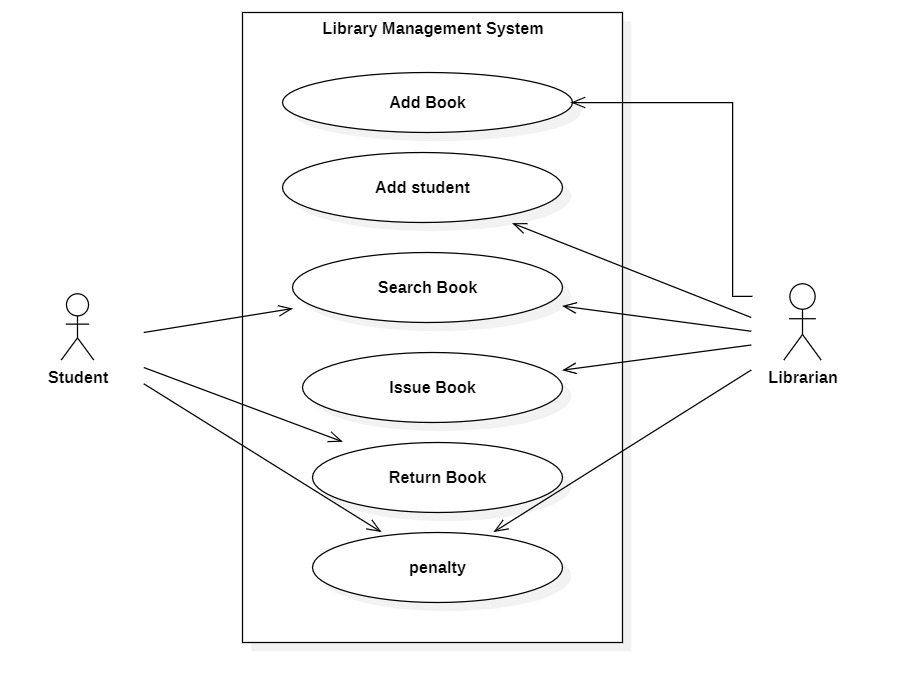 Library Management System
Add Book
Add student
Search Book
Issue Book
Return Book
penalty
Student
Librarian